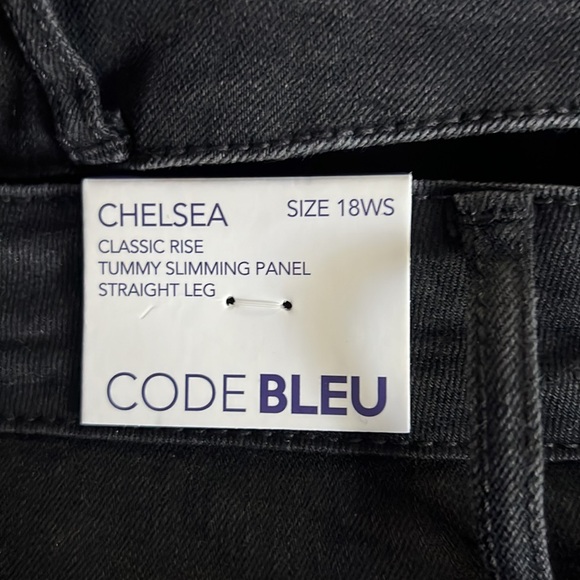 CHELSEA SIZE 18WS
CLASSIC RISE
TUMMY SLIMMING PANEL
STRAIGHT LEG
CODE BLEU